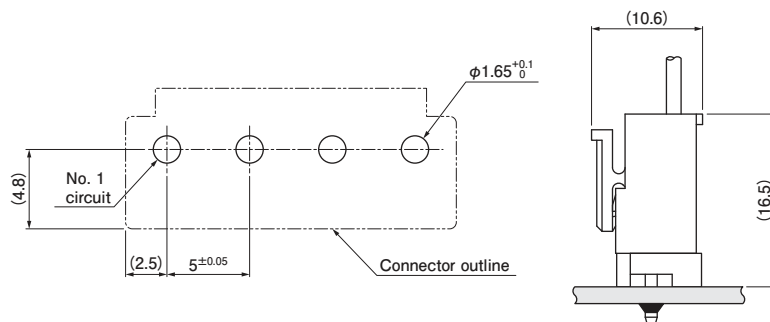 (10.6)
φ1.65 +0.1 0
No. 1
circuit
(4.8)
(16.5)
(2.5)
5±0.05
Connector outline